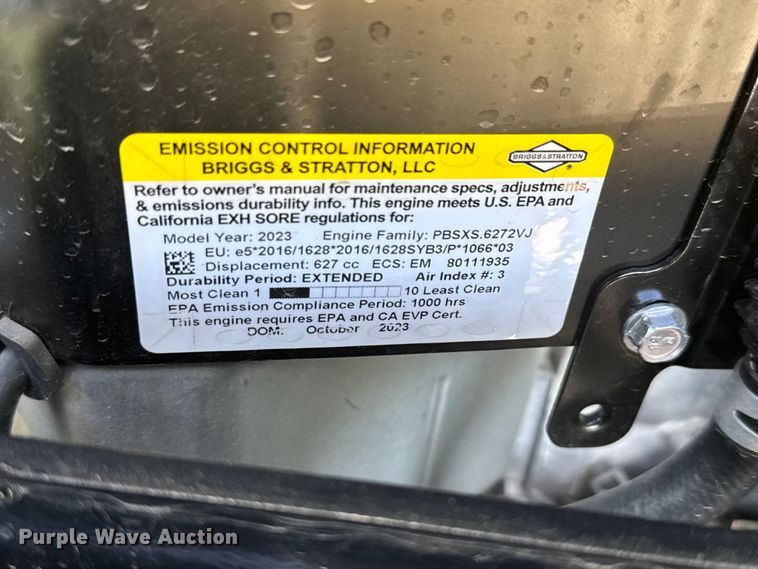 EMISSION CONTROL INFORMATION
BRIGGS & STRATTON, LLC
BRIGGS&STRATTON
®
Refer to owner's manual for maintenance specs, adjustments,
& emissions durability info. This engine meets U.S. EPA and
California EXH SORE regulations for:
Model Year: 2023 Engine Family: PBSXS.6272VJ
EU: e5*2016/1628*2016/1628SYB3/P*1066*03
Displacement: 627 cc ECS: EM 80111935
Durability Period: EXTENDED Air Index #: 3
Most Clean 1 10 Least Clean
EPA Emission Compliance Period: 1000 hrs
This engine requires EPA and CA EVP Cert.
DOM: October 2023
Purple Wave Auction®